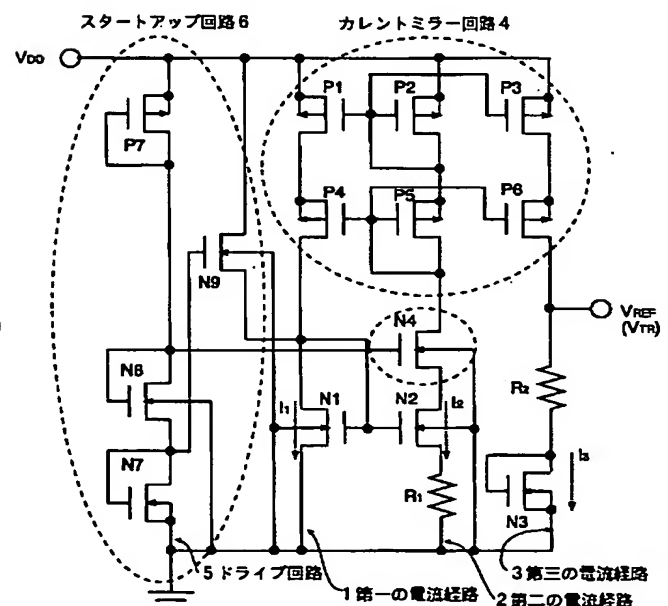 スタートアップ回路6
カレントミラー回路4
VDD
P1
P2
P3
P7
P4
P5
P6
N9
N4
VREF
(VTR)
N8
I1
N1
N2
I2
R2
N7
R1
I3
N3
5ドライブ回路
1第一の電流経路
2第二の電流経路
3第三の電流経路